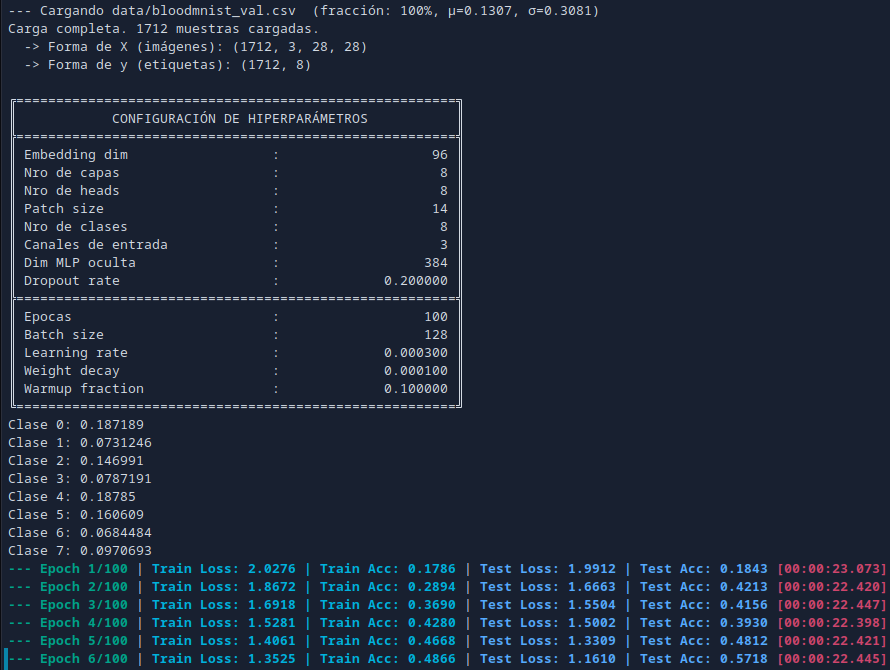 --- Cargando data/bloodmnist_val.csv  (fracción: 100%, μ=0.1307, σ=0.3081)
Carga completa. 1712 muestras cargadas.
-> Forma de X (imágenes): (1712, 3, 28, 28)
-> Forma de y (etiquetas): (1712, 8)
CONFIGURACIÓN DE HIPERPARÁMETROS
Embedding dim : 96
Nro de capas : 8
Nro de heads : 8
Patch size : 14
Nro de clases : 8
Canales de entrada : 3
Dim MLP oculta : 384
Dropout rate : 0.200000
Epocas : 100
Batch size : 128
Learning rate : 0.000300
Weight decay : 0.000100
Warmup fraction : 0.100000
Clase 0: 0.187189
Clase 1: 0.0731246
Clase 2: 0.146991
Clase 3: 0.0787191
Clase 4: 0.18785
Clase 5: 0.160609
Clase 6: 0.0684484
Clase 7: 0.0970693
--- Epoch 1/100 | Train Loss: 2.0276 | Train Acc: 0.1786 | Test Loss: 1.9912 | Test Acc: 0.1843 [00:00:23.073]
--- Epoch 2/100 | Train Loss: 1.8672 | Train Acc: 0.2894 | Test Loss: 1.6663 | Test Acc: 0.4213 [00:00:22.420]
--- Epoch 3/100 | Train Loss: 1.6918 | Train Acc: 0.3690 | Test Loss: 1.5504 | Test Acc: 0.4156 [00:00:22.447]
--- Epoch 4/100 | Train Loss: 1.5281 | Train Acc: 0.4280 | Test Loss: 1.5002 | Test Acc: 0.3930 [00:00:22.398]
--- Epoch 5/100 | Train Loss: 1.4061 | Train Acc: 0.4668 | Test Loss: 1.3309 | Test Acc: 0.4812 [00:00:22.421]
--- Epoch 6/100 | Train Loss: 1.3525 | Train Acc: 0.4866 | Test Loss: 1.1610 | Test Acc: 0.5718 [00:00:22.445]